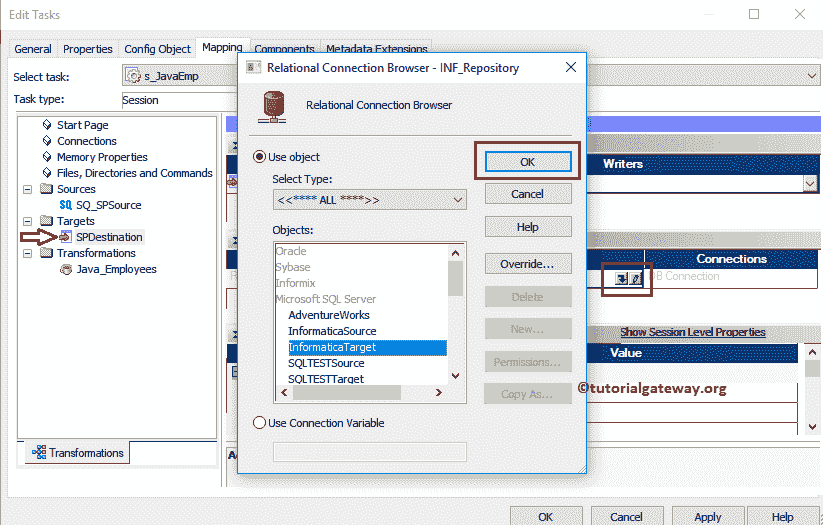 Edit Tasks
General Properties Config Object Mapping Components Metadata Extensions
Select task: s_JavaEmp
Task type: Session
Start Page
Connections
Memory Properties
Files, Directories and Commands
Sources
SQ SQ_SPSource
Targets
SPDestination
Transformations
Java_Employees
Transformations
Relational Connection Browser - INF_Repository
Relational Connection Browser
Use object
Select Type:
<<**** ALL ****>>
Objects:
Oracle
Sybase
Informix
Microsoft SQL Server
AdventureWorks
InformaticaSource
InformaticaTarget
SQLTESTSource
SQLTESTTarget
Use Connection Variable
OK
Cancel
Help
Override...
Delete
New...
Permissions...
Copy As...
Writers
Connections
DB Connection
Show Session Level Properties
Value
©tutorialgateway.org
OK Cancel Apply Help